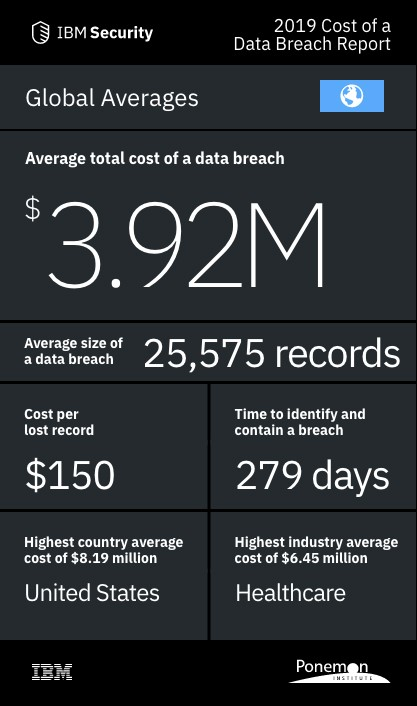 IBM Security
2019 Cost of a
Data Breach Report
Global Averages
Average total cost of a data breach
$3.92M
Average size of
a data breach
25,575 records
Cost per
lost record
$150
Time to identify and
contain a breach
279 days
Highest country average
cost of $8.19 million
United States
Highest industry average
cost of $6.45 million
Healthcare
IBM
Ponemon
INSTITUTE